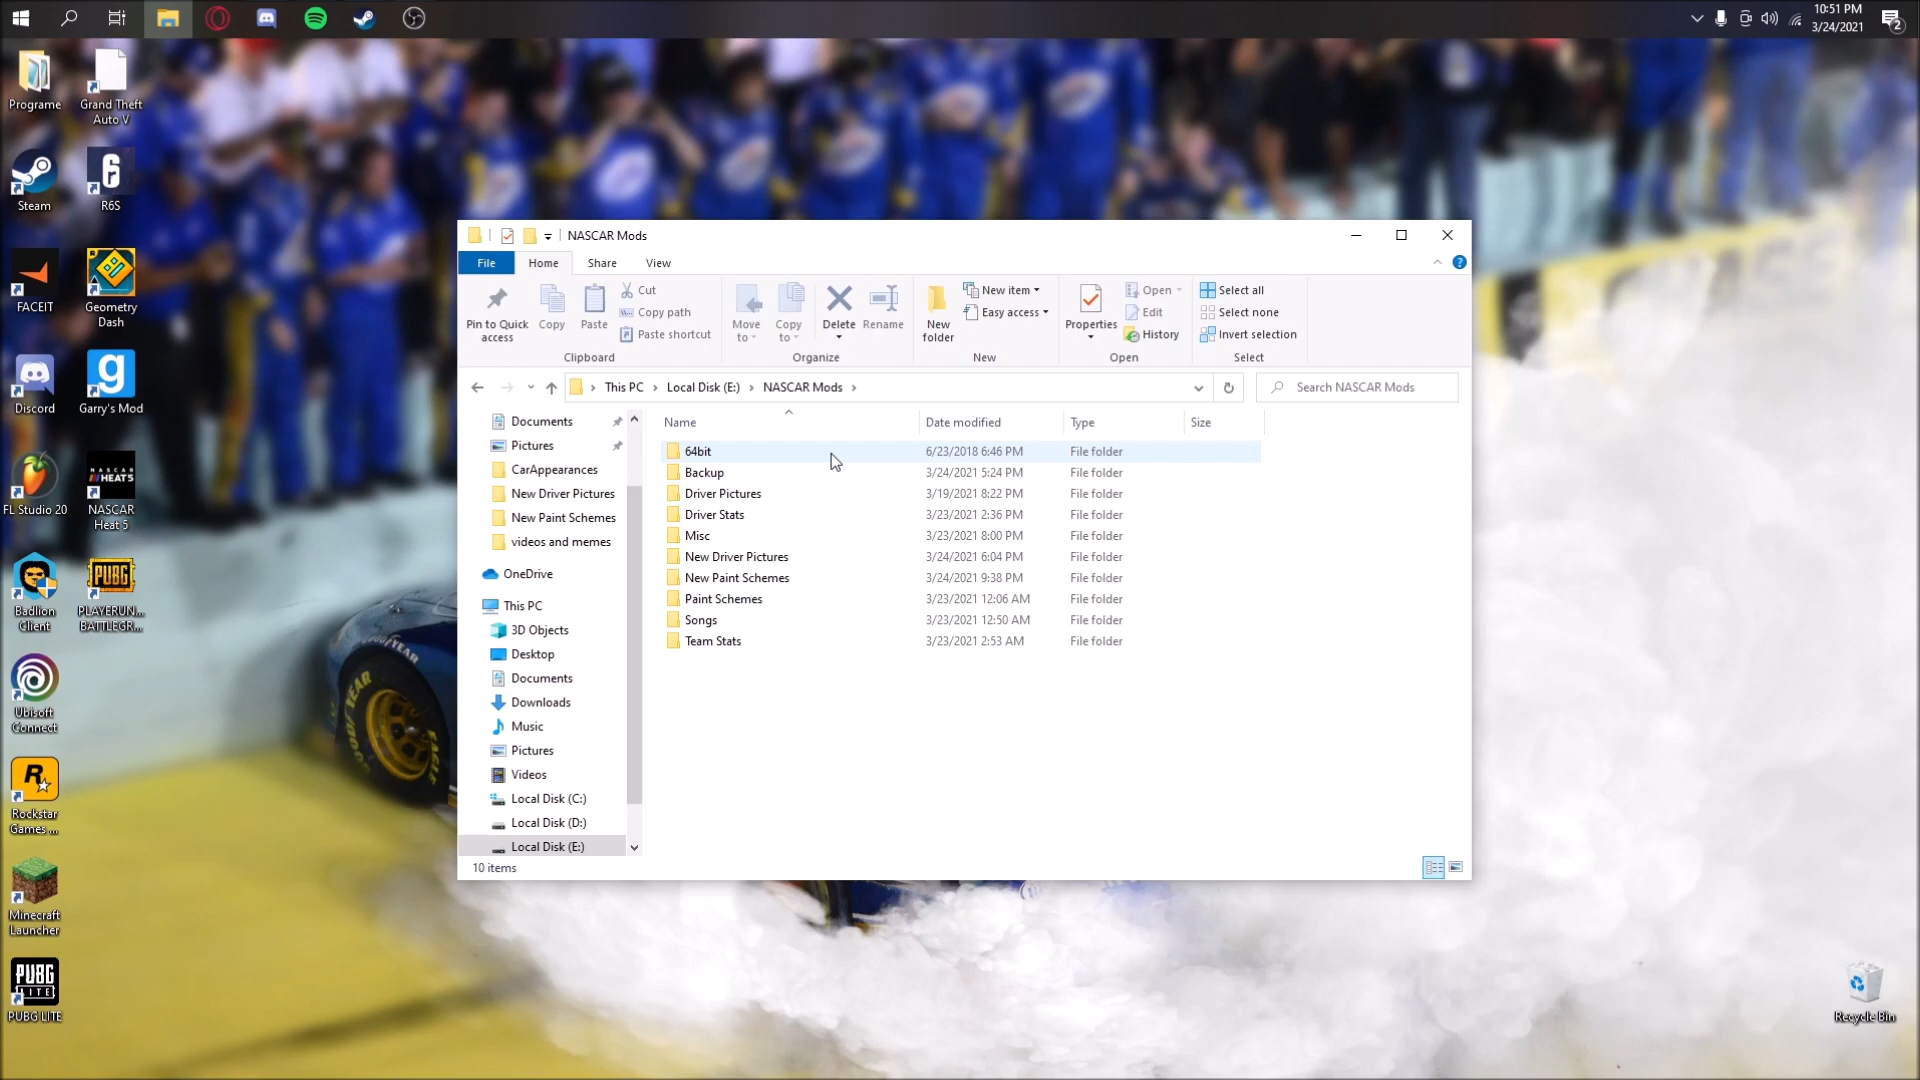 10:51 PM
3/24/2021
2
Programe
Grand Theft
Auto V
Steam
R6S
FACEIT
Geometry
Dash
Discord
Garry's Mod
FL Studio 20
NASCAR
HEAT 5
NASCAR
Heat 5
Badlion
Client
PUBG
PLAYERUN...
BATTLEGR...
Ubisoft
Connect
Rockstar
Games ...
Minecraft
Launcher
PUBG
LITE
PUBG LITE
Recycle Bin
GOODYEAR
GOODYEAR
EAGLE
NASCAR Mods
File
Home
Share
View
Pin to Quick
access
Copy
Paste
Cut
Copy path
Paste shortcut
Clipboard
Move
to
Copy
to
Delete
Rename
Organize
New
folder
New item
Easy access
New
Properties
Open
Edit
History
Open
Select all
Select none
Invert selection
Select
This PC
Local Disk (E:)
NASCAR Mods
Search NASCAR Mods
Documents
Pictures
CarAppearances
New Driver Pictures
New Paint Schemes
videos and memes
OneDrive
This PC
3D Objects
Desktop
Documents
Downloads
Music
Pictures
Videos
Local Disk (C:)
Local Disk (D:)
Local Disk (E:)
Name Date modified Type Size
64bit 6/23/2018 6:46 PM File folder
Backup 3/24/2021 5:24 PM File folder
Driver Pictures 3/19/2021 8:22 PM File folder
Driver Stats 3/23/2021 2:36 PM File folder
Misc 3/23/2021 8:00 PM File folder
New Driver Pictures 3/24/2021 6:04 PM File folder
New Paint Schemes 3/24/2021 9:38 PM File folder
Paint Schemes 3/23/2021 12:06 AM File folder
Songs 3/23/2021 12:50 AM File folder
Team Stats 3/23/2021 2:53 AM File folder
10 items